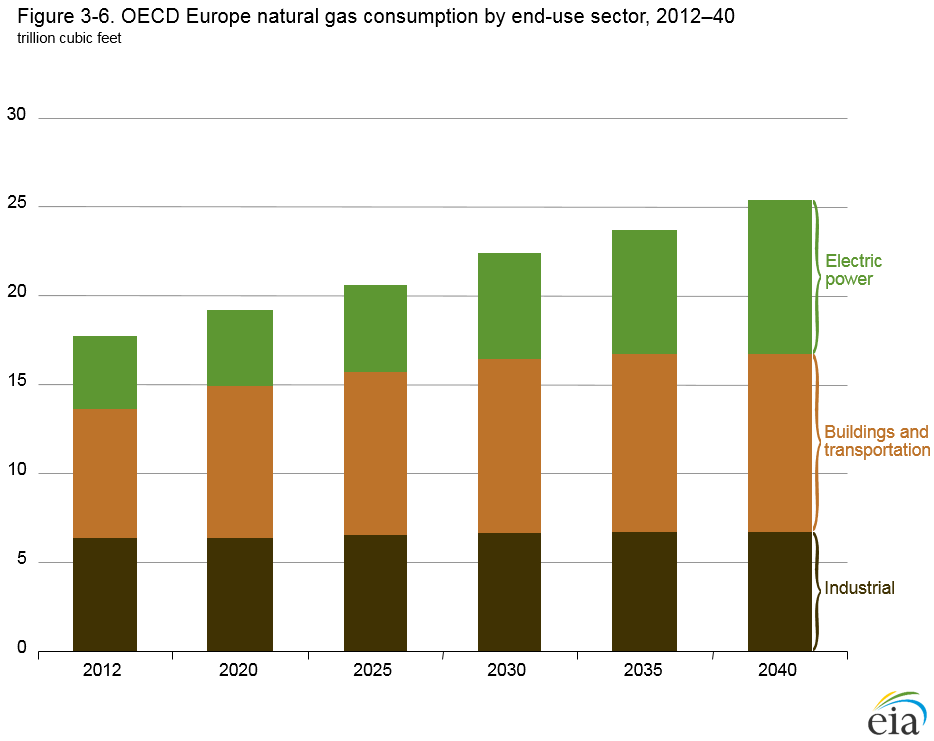 Figure 3-6. OECD Europe natural gas consumption by end-use sector, 2012–40
trillion cubic feet
30
25
20
15
10
5
0
Electric
power
Buildings and
transportation
Industrial
2012 2020 2025 2030 2035 2040
eia